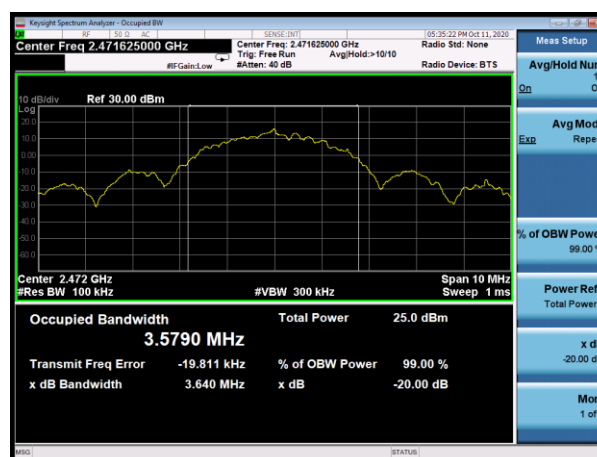 Keysight Spectrum Analyzer - Occupied BW
RF 50 Ω AC SENSE:INT 05:35:22 PM Oct 11, 2020
Center Freq 2.471625000 GHz
Center Freq: 2.471625000 GHz
Radio Std: None
Trig: Free Run Avg|Hold:>10/10
#IFGain:Low #Atten: 40 dB Radio Device: BTS
10 dB/div Ref 30.00 dBm
Log
20.0
10.0
0.00
-10.0
-20.0
-30.0
-40.0
-50.0
-60.0
Center 2.472 GHz Span 10 MHz
#Res BW 100 kHz #VBW 300 kHz Sweep 1 ms
Occupied Bandwidth Total Power 25.0 dBm
3.5790 MHz
Transmit Freq Error -19.811 kHz % of OBW Power 99.00 %
x dB Bandwidth 3.640 MHz x dB -20.00 dB
MSG STATUS
Meas Setup
Avg/Hold Num
1
On O
Avg Mod
Exp Repe
% of OBW Powe
99.00 %
Power Ref
Total Power
x d
-20.00 d
Mor
1 of